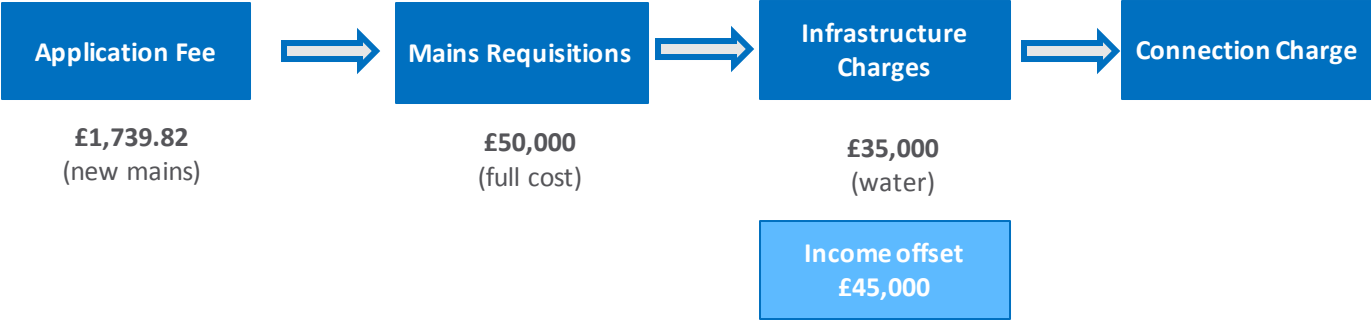 Application Fee
Mains Requisitions
Infrastructure
Charges
Connection Charge
£1,739.82
(new mains)
£50,000
(full cost)
£35,000
(water)
Income offset
£45,000